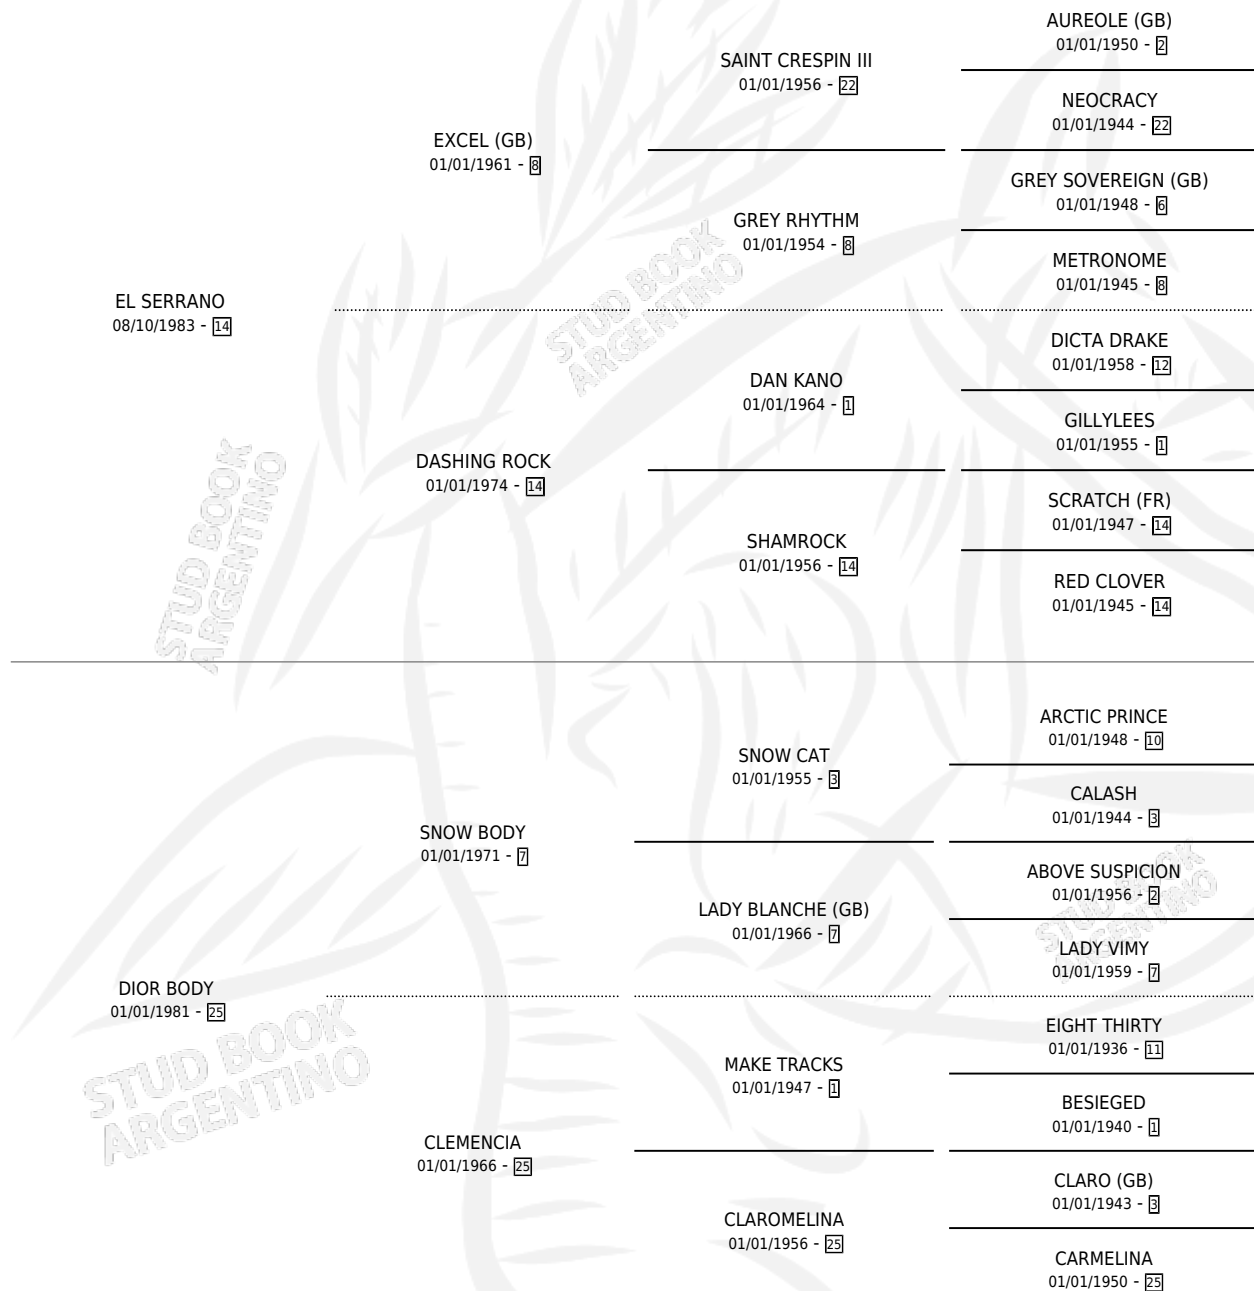 AUREOLE (GB)
01/01/1950 - 2
SAINT CRESPIN III
01/01/1956 - 22
NEOCRACY
01/01/1944 - 22
EXCEL (GB)
01/01/1961 - 8
GREY SOVEREIGN (GB)
01/01/1948 - 6
GREY RHYTHM
01/01/1954 - 8
METRONOME
01/01/1945 - 8
EL SERRANO
08/10/1983 - 14
DICTA DRAKE
01/01/1958 - 12
DAN KANO
01/01/1964 - 1
GILLYLEES
01/01/1955 - 1
DASHING ROCK
01/01/1974 - 14
SCRATCH (FR)
01/01/1947 - 14
SHAMROCK
01/01/1956 - 14
RED CLOVER
01/01/1945 - 14
ARCTIC PRINCE
01/01/1948 - 10
SNOW CAT
01/01/1955 - 3
CALASH
01/01/1944 - 3
SNOW BODY
01/01/1971 - 7
ABOVE SUSPICION
01/01/1956 - 2
LADY BLANCHE (GB)
01/01/1966 - 7
LADY VIMY
01/01/1959 - 7
DIOR BODY
01/01/1981 - 25
EIGHT THIRTY
01/01/1936 - 11
MAKE TRACKS
01/01/1947 - 1
BESIEGED
01/01/1940 - 1
CLEMENCIA
01/01/1966 - 25
CLARO (GB)
01/01/1943 - 3
CLAROMELINA
01/01/1956 - 25
CARMELINA
01/01/1950 - 25
STUD BOOK
ARGENTINO
STUD BOOK
ARGENTINO
STUD BOOK
ARGENTINO
STUD BOOK
ARGENTINO